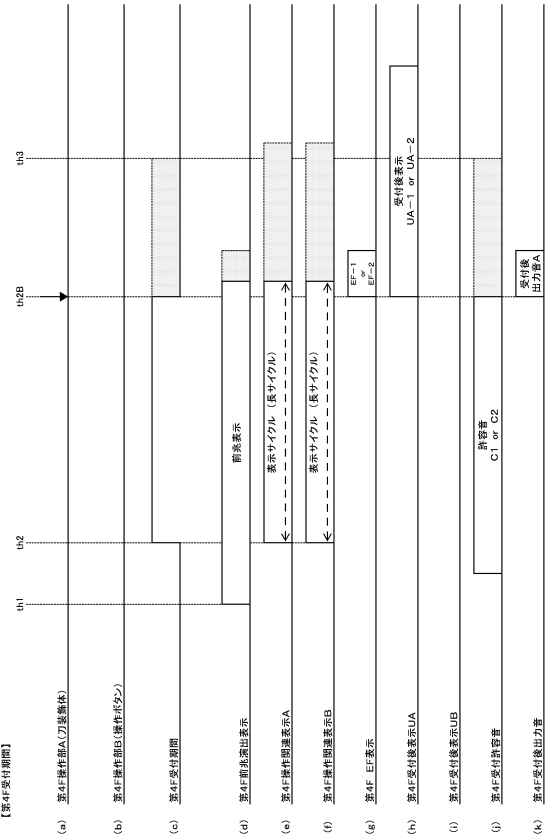 【第4F受付期間】
th1
th2
th2B
th3
(a) 第4F操作部A(刀装飾体)
(b) 第4F操作部B(操作ボタン)
(c) 第4F受付期間
(d) 第4F前兆演出表示
前兆表示
(e) 第4F操作関連表示A
表示サイクル (長サイクル)
(f) 第4F操作関連表示B
表示サイクル (長サイクル)
(g) 第4F EF表示
EF-1
or
EF-2
(h) 第4F受付後表示UA
受付後表示
UA-1 or UA-2
(i) 第4F受付後表示UB
(j) 第4F受付許容音
許容音
C1 or C2
(k) 第4F受付後出力音
受付後
出力音A